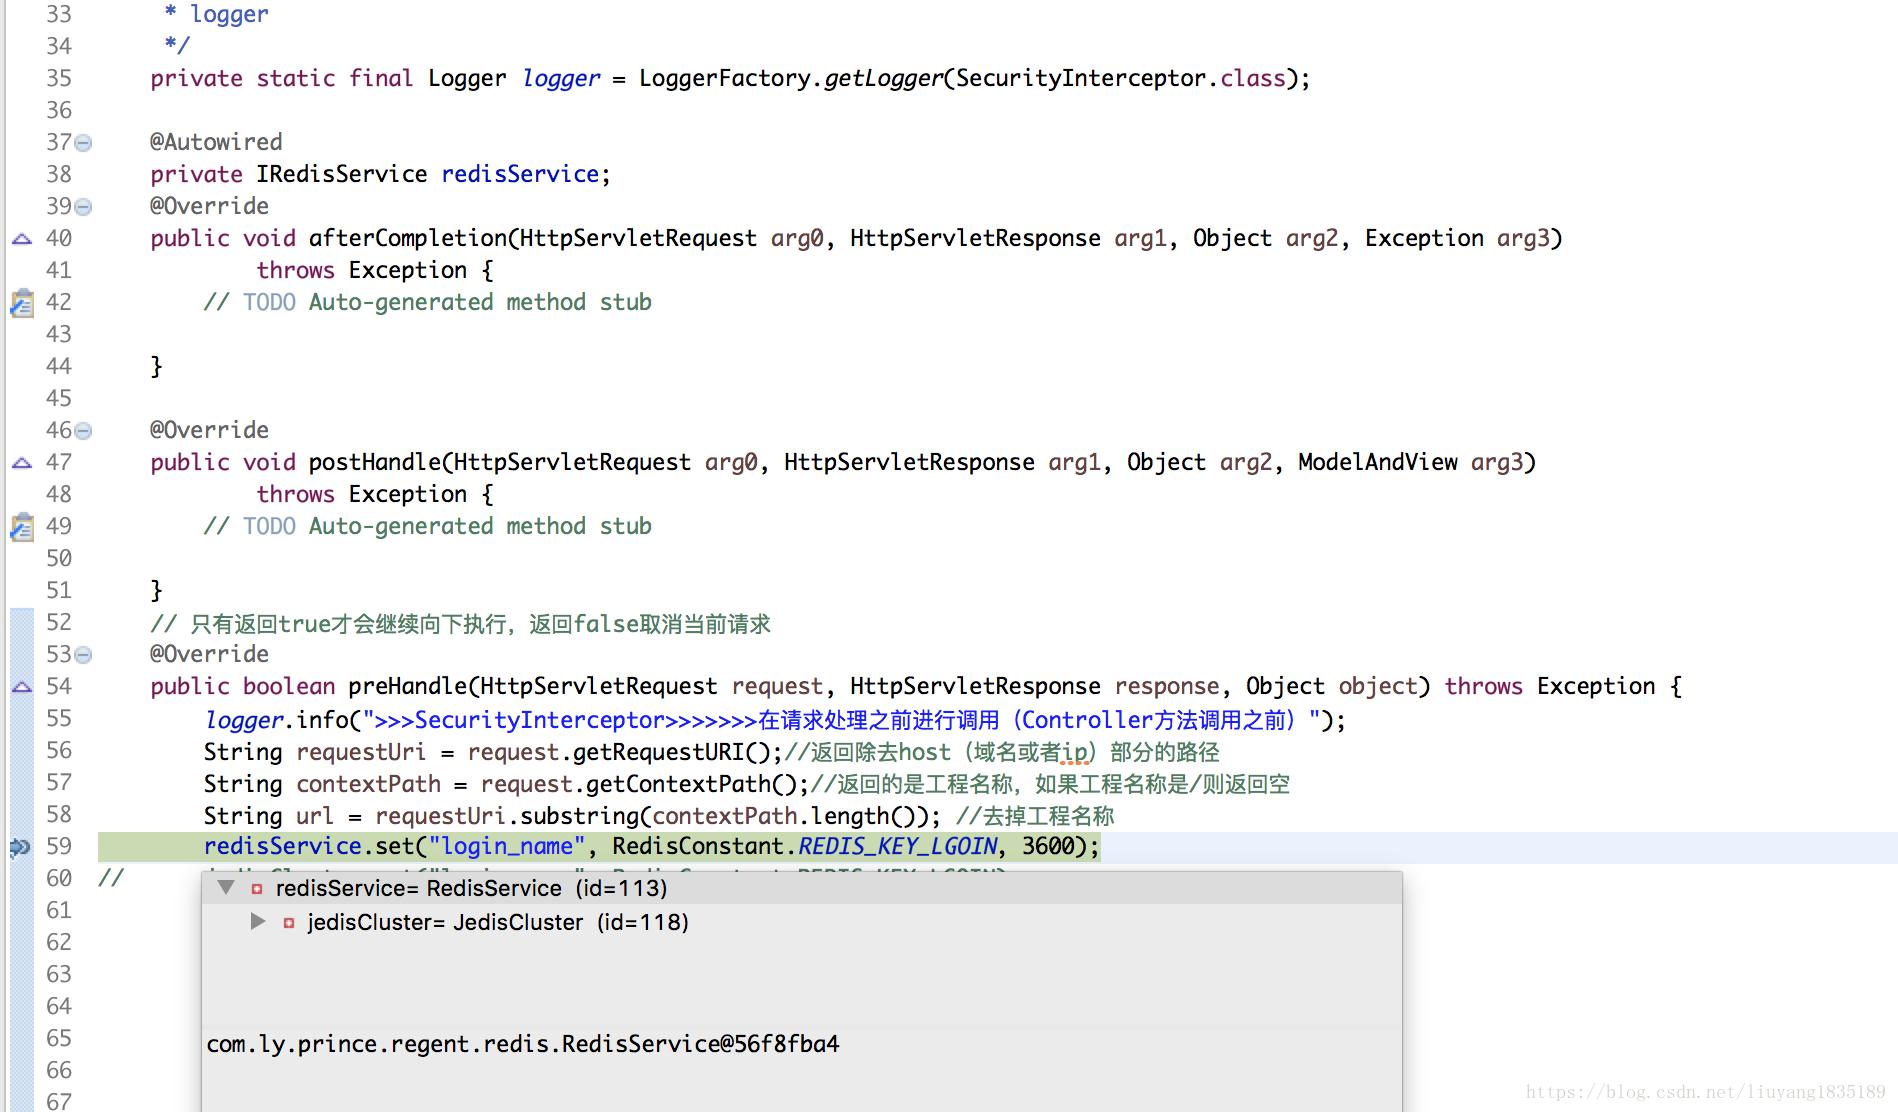 33 * logger
34 */
35 private static final Logger logger = LoggerFactory.getLogger(SecurityInterceptor.class);
36
37 @Autowired
38 private IRedisService redisService;
39 @Override
40 public void afterCompletion(HttpServletRequest arg0, HttpServletResponse arg1, Object arg2, Exception arg3)
41 throws Exception {
42 // TODO Auto-generated method stub
43
44 }
45
46 @Override
47 public void postHandle(HttpServletRequest arg0, HttpServletResponse arg1, Object arg2, ModelAndView arg3)
48 throws Exception {
49 // TODO Auto-generated method stub
50
51 }
52 // 只有返回true才会继续向下执行，返回false取消当前请求
53 @Override
54 public boolean preHandle(HttpServletRequest request, HttpServletResponse response, Object object) throws Exception {
55 logger.info(">>>SecurityInterceptor>>>>>>>在请求处理之前进行调用（Controller方法调用之前）");
56 String requestUri = request.getRequestURI();//返回除去host（域名或者ip）部分的路径
57 String contextPath = request.getContextPath();//返回的是工程名称，如果工程名称是/则返回空
58 String url = requestUri.substring(contextPath.length()); //去掉工程名称
59 redisService.set("login_name", RedisConstant.REDIS_KEY_LGOIN, 3600);
60 //
redisService= RedisService (id=113)
61
jedisCluster= JedisCluster (id=118)
62
63
64
65
com.ly.prince.regent.redis.RedisService@56f8fba4
66
67
https://blog.csdn.net/liuyang1835189